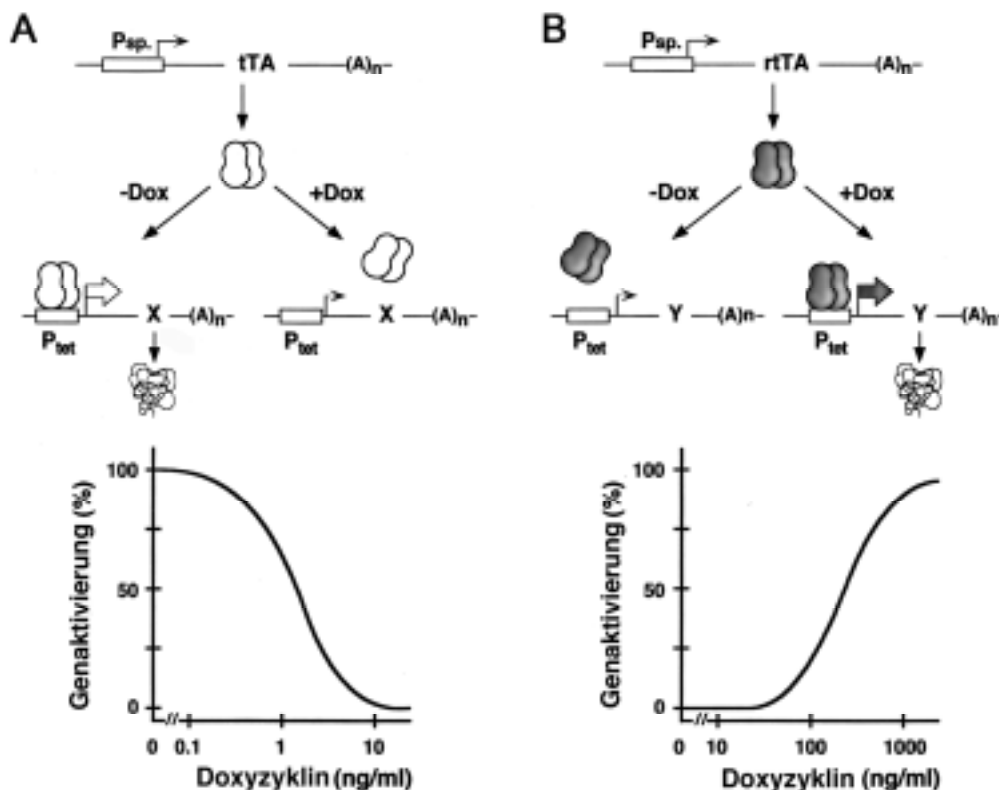 A
Psp.
tTA (A)n
-Dox +Dox
X (A)n X (A)n
Ptet Ptet
Genaktivierung (%)
100
50
0
0 0.1 1 10
Doxyzyklin (ng/ml)
B
Psp.
rtTA (A)n
-Dox +Dox
Y (A)n Y (A)n
Ptet Ptet
Genaktivierung (%)
100
50
0
0 10 100 1000
Doxyzyklin (ng/ml)